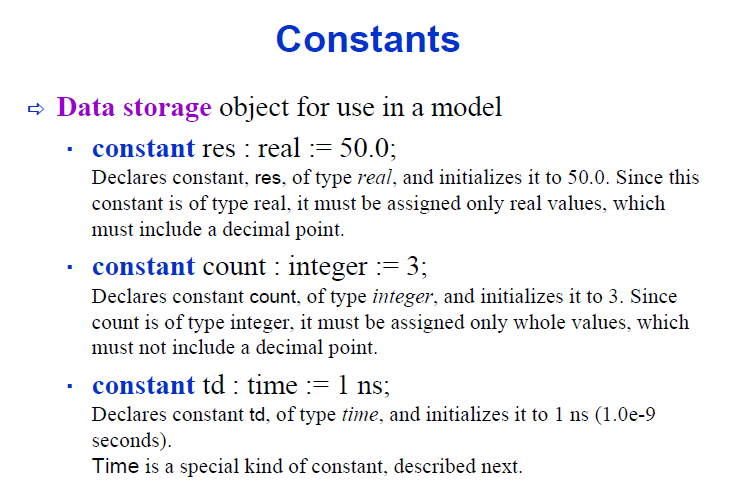 Constants
⇨ Data storage object for use in a model
▪ constant res : real := 50.0;
Declares constant, res, of type real, and initializes it to 50.0. Since this
constant is of type real, it must be assigned only real values, which
must include a decimal point.
▪ constant count : integer := 3;
Declares constant count, of type integer, and initializes it to 3. Since
count is of type integer, it must be assigned only whole values, which
must not include a decimal point.
▪ constant td : time := 1 ns;
Declares constant td, of type time, and initializes it to 1 ns (1.0e-9
seconds).
Time is a special kind of constant, described next.